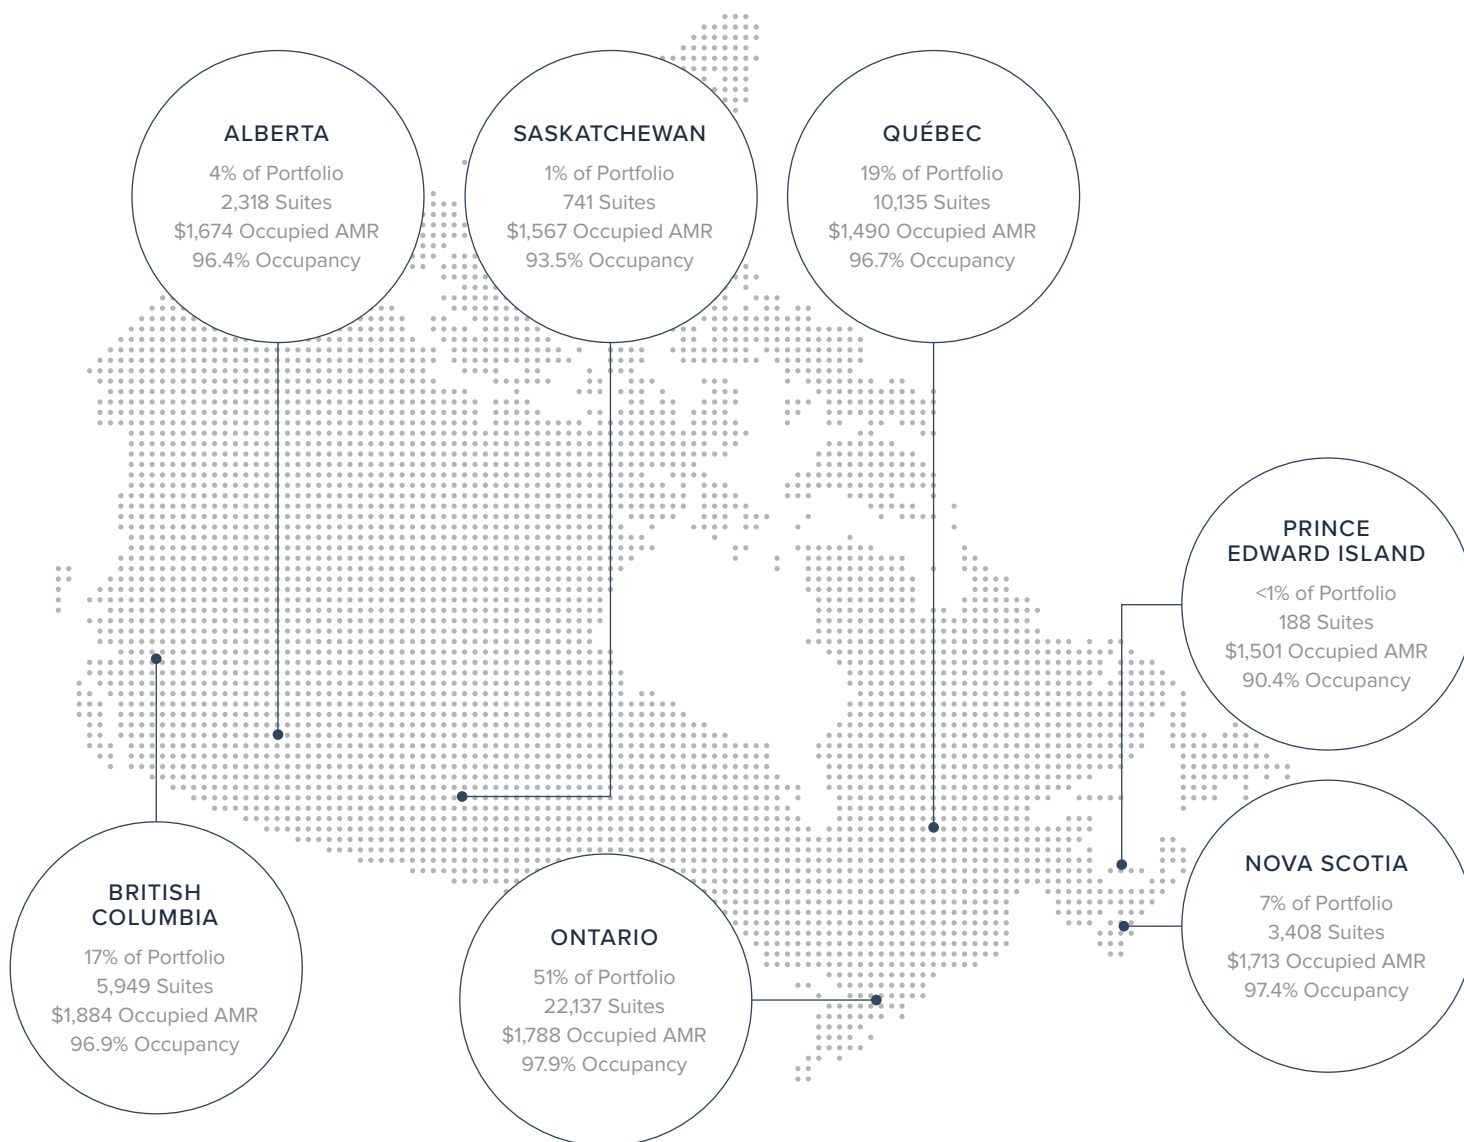 ALBERTA
4% of Portfolio
2,318 Suites
$1,674 Occupied AMR
96.4% Occupancy
SASKATCHEWAN
1% of Portfolio
741 Suites
$1,567 Occupied AMR
93.5% Occupancy
QUÉBEC
19% of Portfolio
10,135 Suites
$1,490 Occupied AMR
96.7% Occupancy
PRINCE
EDWARD ISLAND
<1% of Portfolio
188 Suites
$1,501 Occupied AMR
90.4% Occupancy
BRITISH
COLUMBIA
17% of Portfolio
5,949 Suites
$1,884 Occupied AMR
96.9% Occupancy
ONTARIO
51% of Portfolio
22,137 Suites
$1,788 Occupied AMR
97.9% Occupancy
NOVA SCOTIA
7% of Portfolio
3,408 Suites
$1,713 Occupied AMR
97.4% Occupancy